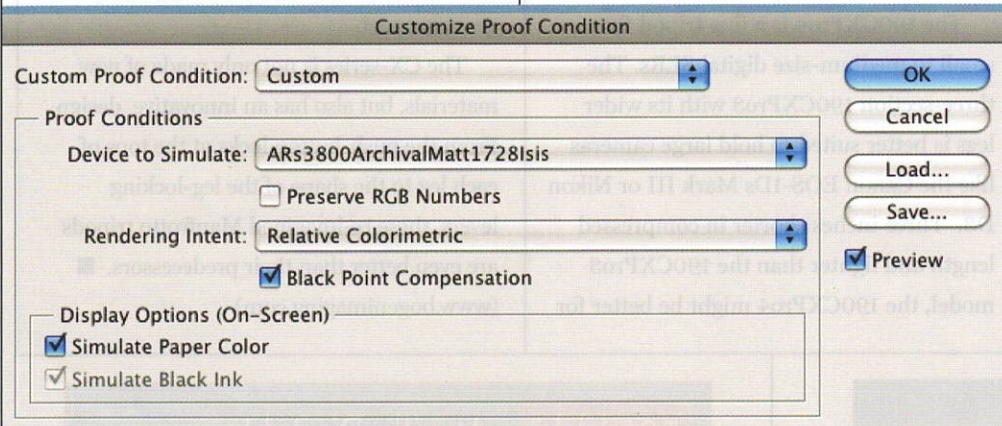 Customize Proof Condition
Custom Proof Condition: Custom
OK
Proof Conditions
Cancel
Device to Simulate: ARs3800ArchivalMatt1728Isis
Load...
Preserve RGB Numbers
Save...
Rendering Intent: Relative Colorimetric
Preview
Black Point Compensation
Display Options (On-Screen)
Simulate Paper Color
Simulate Black Ink